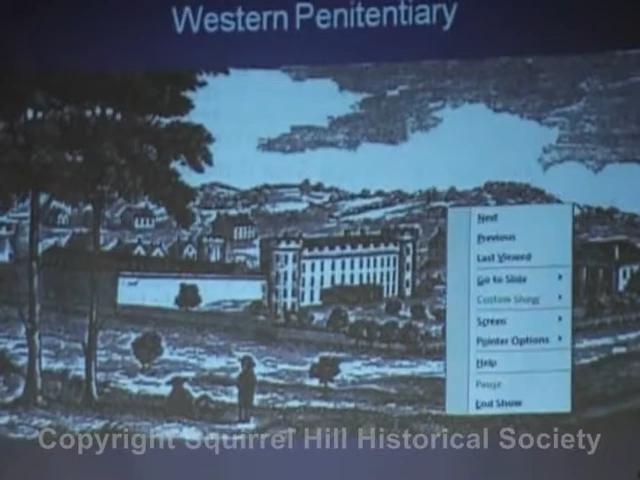 Western Penitentiary
Next
Previous
Last Viewed
Go to Slide
Custom Show
Screen
Pointer Options
Help
Pause
End Show
Copyright Squirrel Hill Historical Society